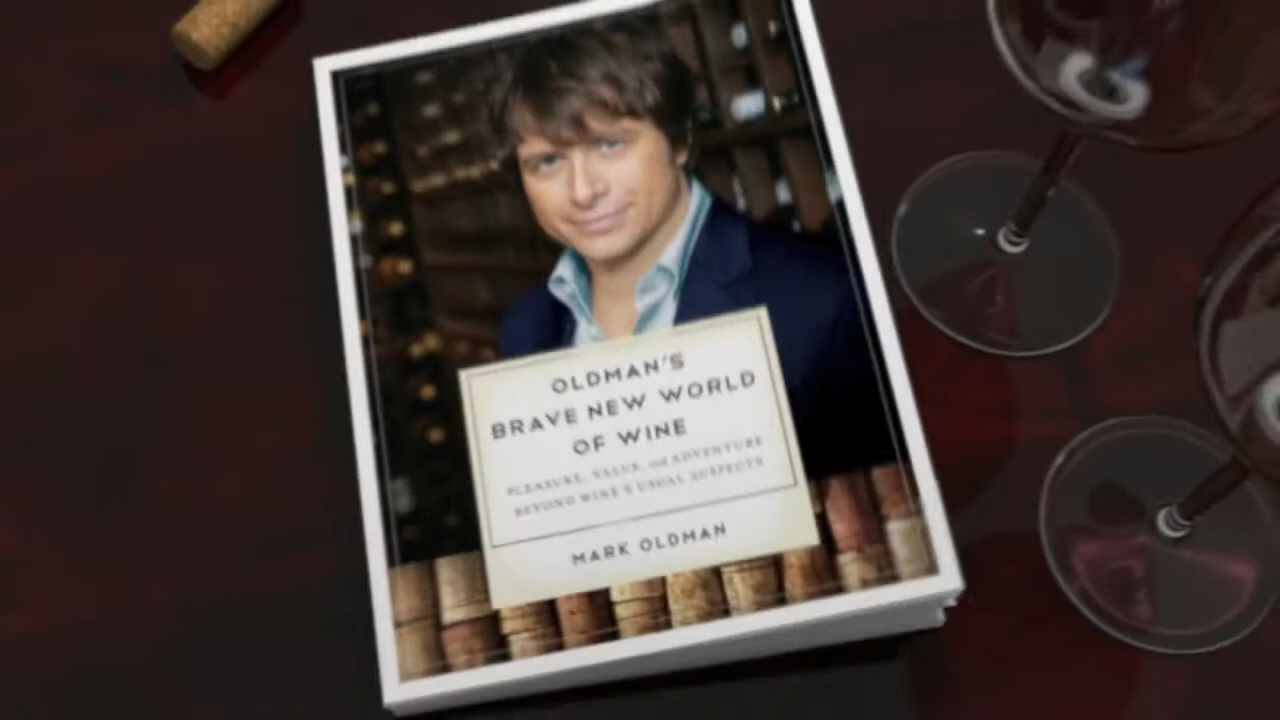 OLDMAN'S
BRAVE NEW WORLD
OF WINE
PLEASURE, VALUE, and ADVENTURE
BEYOND WINE'S USUAL SUSPECTS
MARK OLDMAN